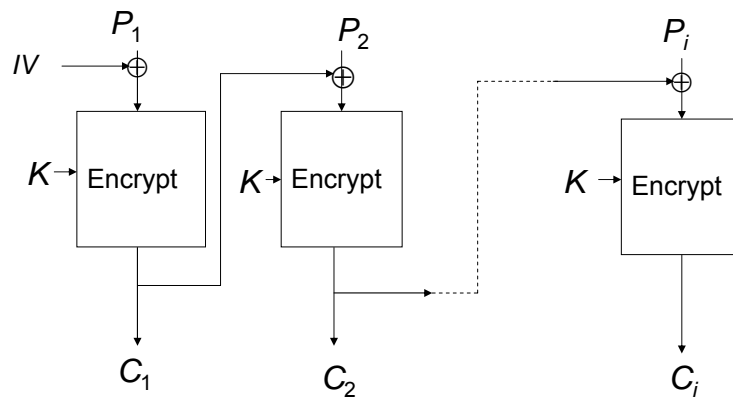 P1
P2
Pi
IV
K
Encrypt
K
Encrypt
K
Encrypt
C1
C2
Ci